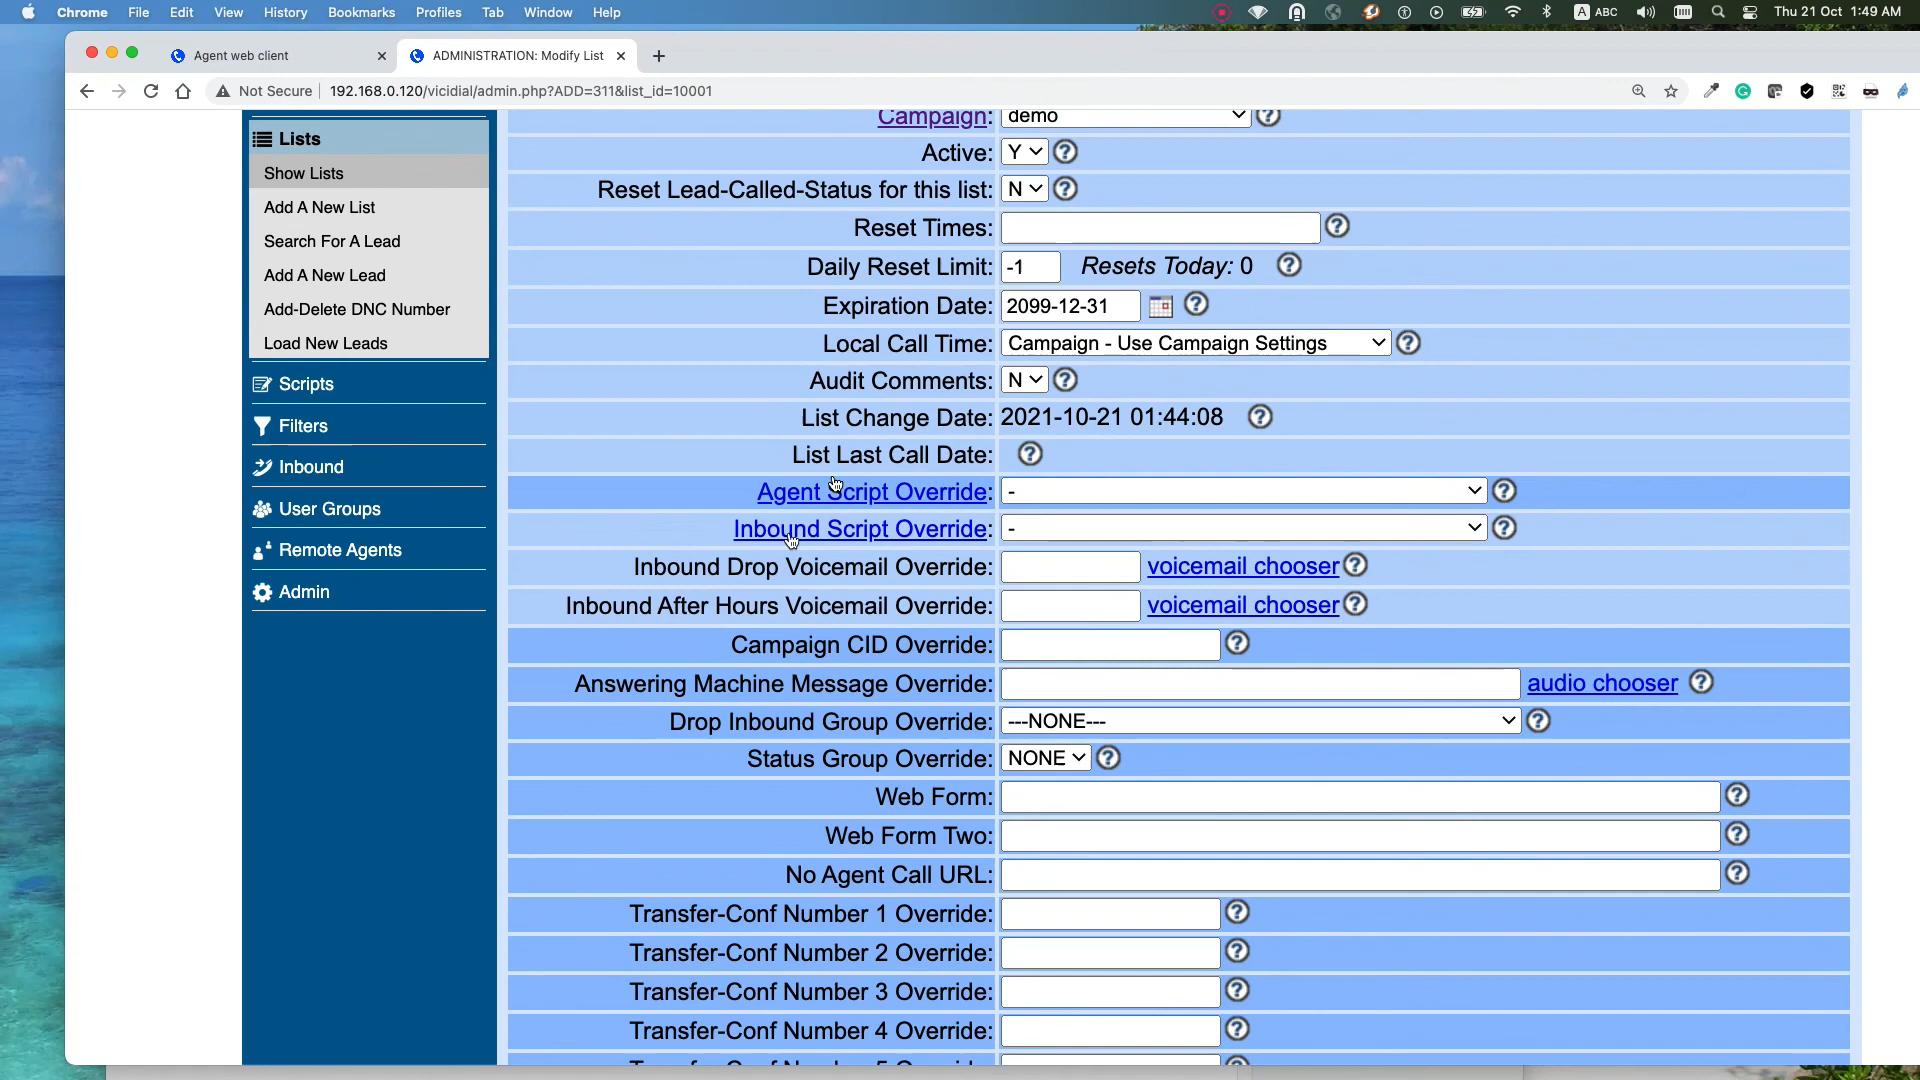 Chrome File Edit View History Bookmarks Profiles Tab Window Help
A ABC Thu 21 Oct 1:49 AM
Agent web client
ADMINISTRATION: Modify List
Not Secure 192.168.0.120/vicidial/admin.php?ADD=311&list_id=10001
Lists
Show Lists
Add A New List
Search For A Lead
Add A New Lead
Add-Delete DNC Number
Load New Leads
Scripts
Filters
Inbound
User Groups
Remote Agents
Admin
Campaign: demo
Active: Y
Reset Lead-Called-Status for this list: N
Reset Times:
Daily Reset Limit: -1 Resets Today: 0
Expiration Date: 2099-12-31
Local Call Time: Campaign - Use Campaign Settings
Audit Comments: N
List Change Date: 2021-10-21 01:44:08
List Last Call Date:
Agent Script Override: -
Inbound Script Override: -
Inbound Drop Voicemail Override: voicemail chooser
Inbound After Hours Voicemail Override: voicemail chooser
Campaign CID Override:
Answering Machine Message Override: audio chooser
Drop Inbound Group Override: ---NONE---
Status Group Override: NONE
Web Form:
Web Form Two:
No Agent Call URL:
Transfer-Conf Number 1 Override:
Transfer-Conf Number 2 Override:
Transfer-Conf Number 3 Override:
Transfer-Conf Number 4 Override: